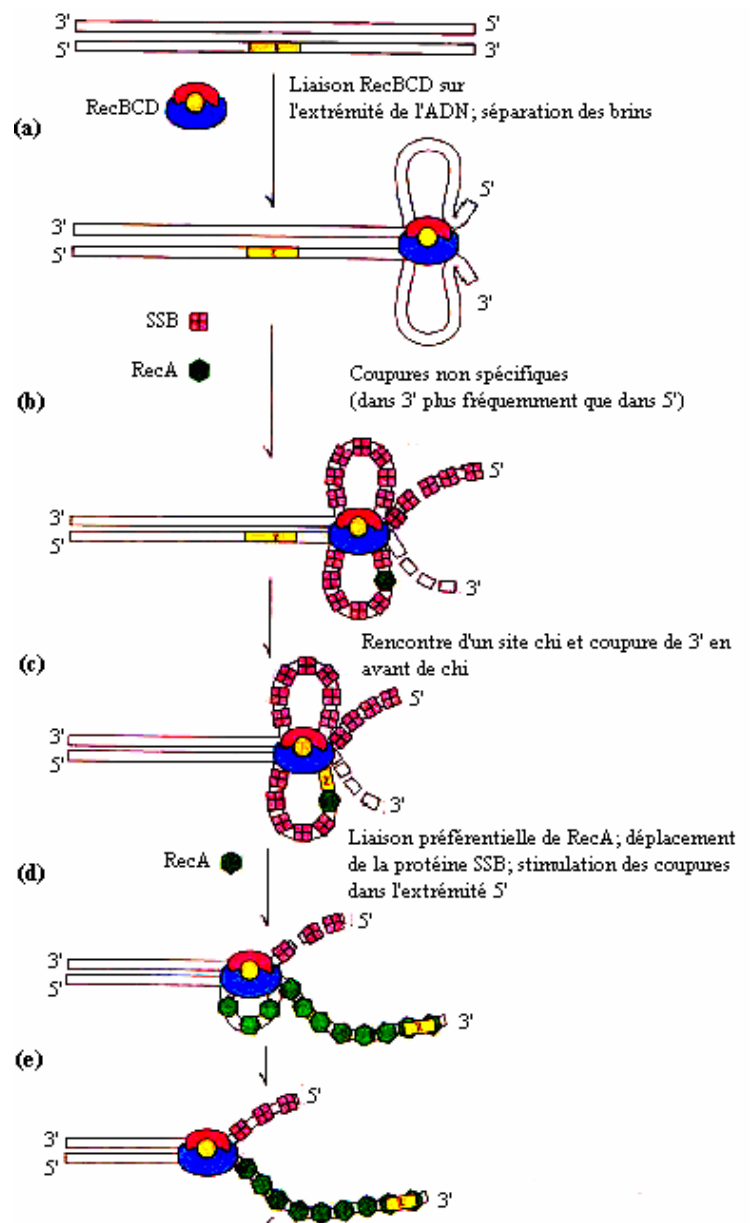 3'
5'
5'
3'
RecBCD
Liaison RecBCD sur
l'extrémité de l'ADN; séparation des brins
(a)
5'
3'
5'
3'
SSB
RecA
Coupures non spécifiques
(dans 3' plus fréquemment que dans 5')
(b)
5'
3'
5'
3'
Rencontre d'un site chi et coupure de 3' en
avant de chi
(c)
5'
3'
5'
3'
Liaison préférentielle de RecA; déplacement
de la protéine SSB; stimulation des coupures
dans l'extrémité 5'
RecA
(d)
5'
3'
5'
3'
(e)
5'
3'
5'
3'